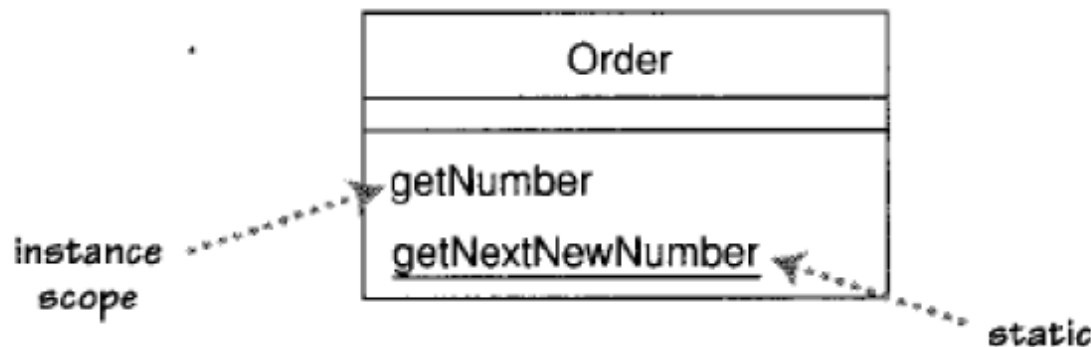 Order
getNumber
instance
scope
getNextNewNumber
static